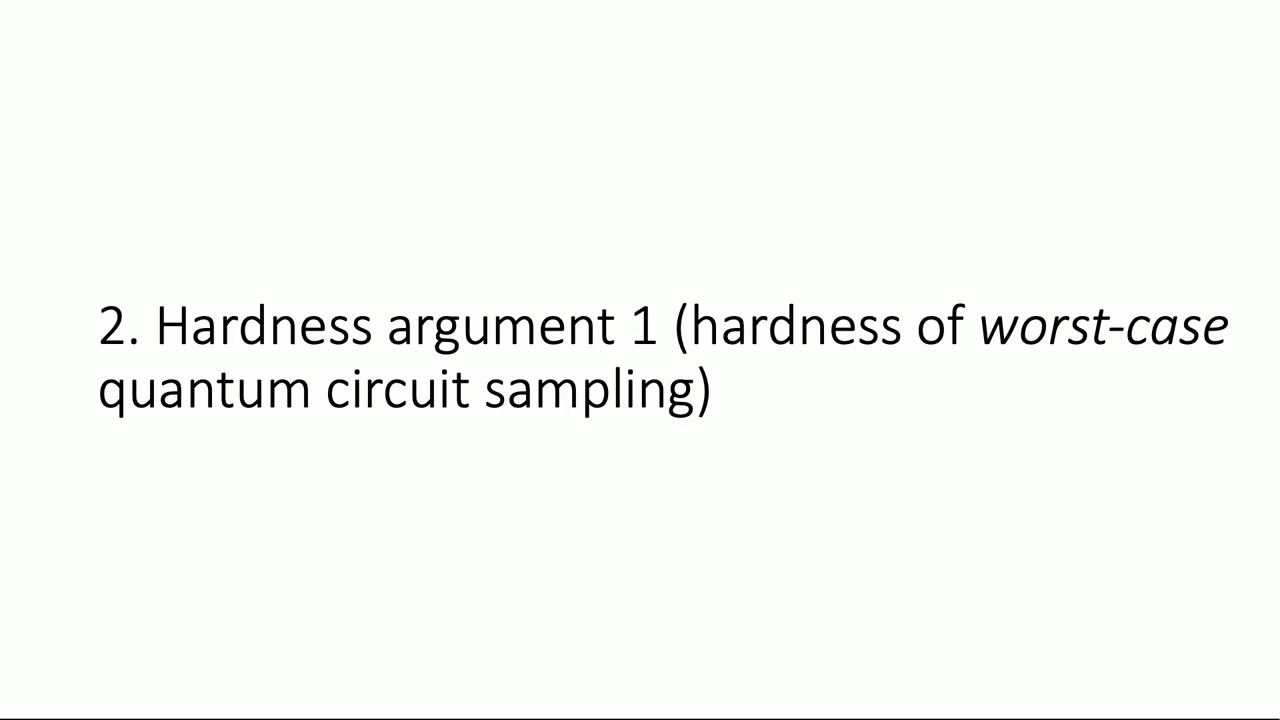 2. Hardness argument 1 (hardness of worst-case
quantum circuit sampling)